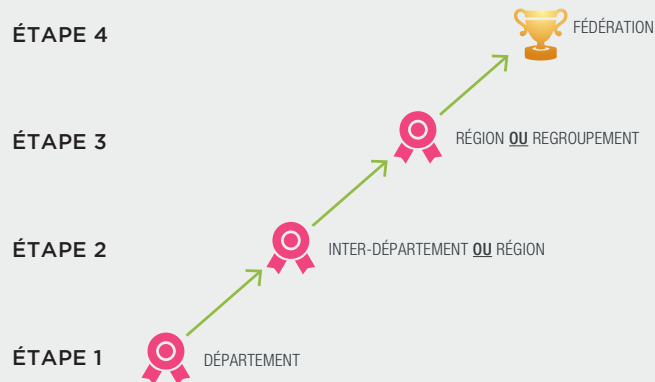 ÉTAPE 4
FÉDÉRATION
ÉTAPE 3
RÉGION OU REGROUPEMENT
ÉTAPE 2
INTER-DÉPARTEMENT OU RÉGION
ÉTAPE 1
DÉPARTEMENT